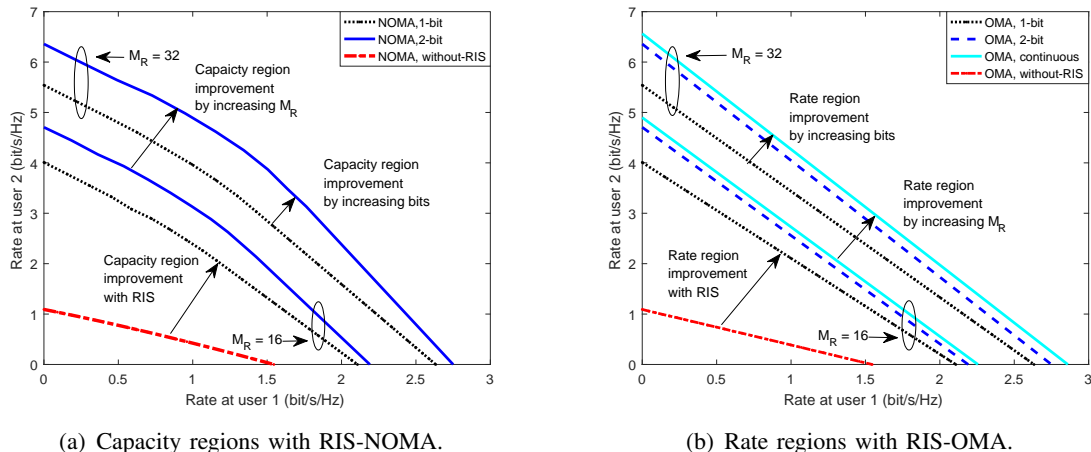 7
6
5
4
3
2
1
0
0
0.5
1
1.5
2
2.5
3
Rate at user 2 (bit/s/Hz)
Rate at user 1 (bit/s/Hz)
NOMA,1-bit
NOMA,2-bit
NOMA, without-RIS
M_R = 32
Capaicty region
improvement
by increasing M_R
Capacity region
improvement
by increasing bits
Capacity region
improvement
with RIS
M_R = 16
(a) Capacity regions with RIS-NOMA.
7
6
5
4
3
2
1
0
0
0.5
1
1.5
2
2.5
3
Rate at user 2 (bit/s/Hz)
Rate at user 1 (bit/s/Hz)
OMA, 1-bit
OMA, 2-bit
OMA, continuous
OMA, without-RIS
M_R = 32
Rate region
improvement
by increasing bits
Rate region
improvement
by increasing M_R
Rate region
improvement
with RIS
M_R = 16
(b) Rate regions with RIS-OMA.